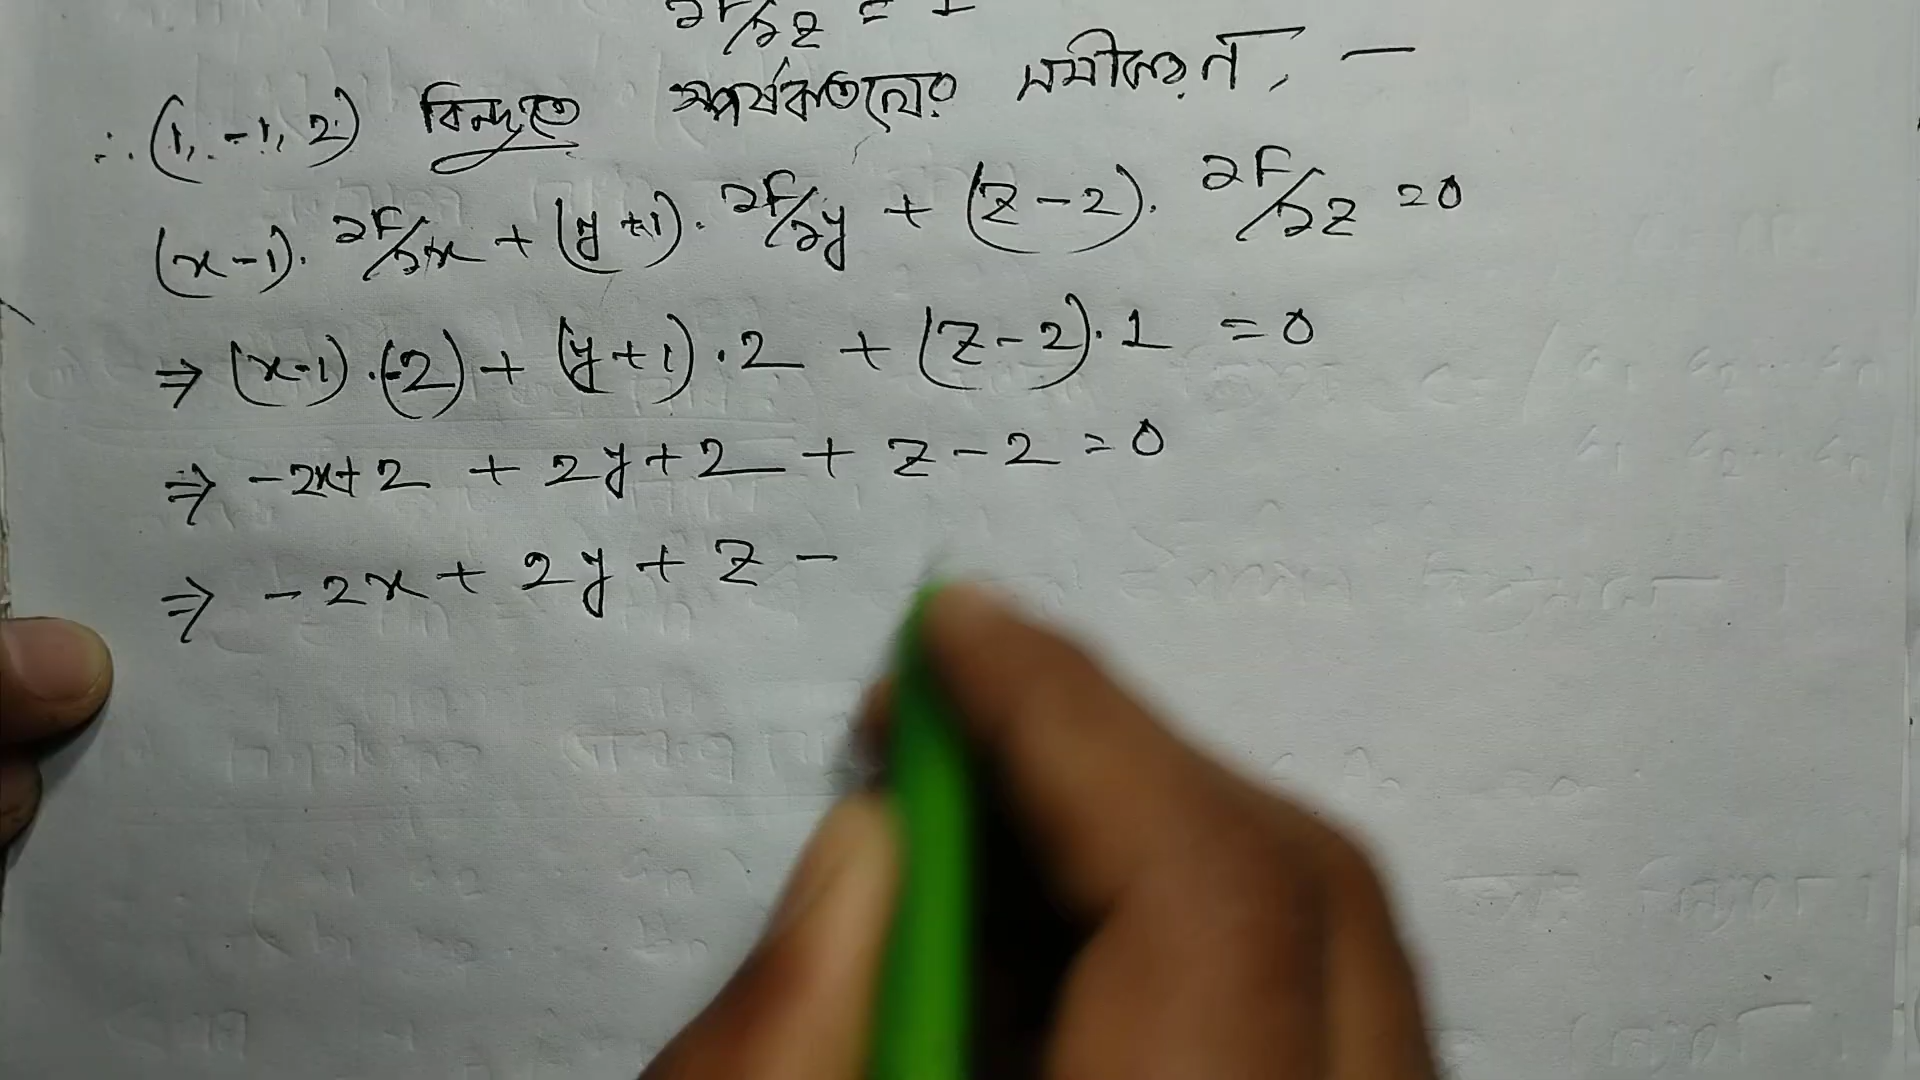 ∂F/∂z = 1
∴ (1, -1, 2) বিন্দুতে স্পর্শকতলের সমীকরণ, —
(x-1). ∂F/∂x + (y+1). ∂F/∂y + (z-2). ∂F/∂z = 0
⇒ (x-1).(-2) + (y+1).2 + (z-2).1 = 0
⇒ -2x+2 + 2y+2 + z-2 = 0
⇒ -2x + 2y + z -